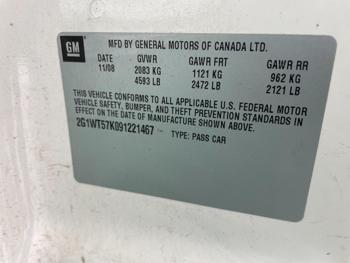 GM
MFD BY GENERAL MOTORS OF CANADA LTD.
DATE GVWR GAWR FRT GAWR RR
11/08 2083 KG 1121 KG 962 KG
4593 LB 2472 LB 2121 LB
THIS VEHICLE CONFORMS TO ALL APPLICABLE U.S. FEDERAL MOTOR
VEHICLE SAFETY, BUMPER, AND THEFT PREVENTION STANDARDS IN
EFFECT ON THE DATE OF MANUFACTURE SHOWN ABOVE.
2G1WT57K091221467 TYPE: PASS CAR